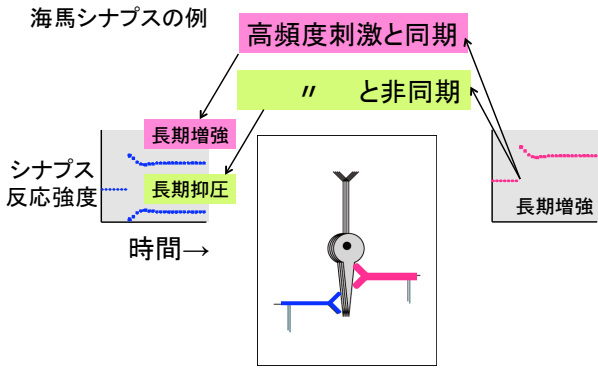 海馬シナプスの例
高頻度刺激と同期
〃 と非同期
長期増強
シナプス
反応強度
長期抑圧
長期増強
時間→